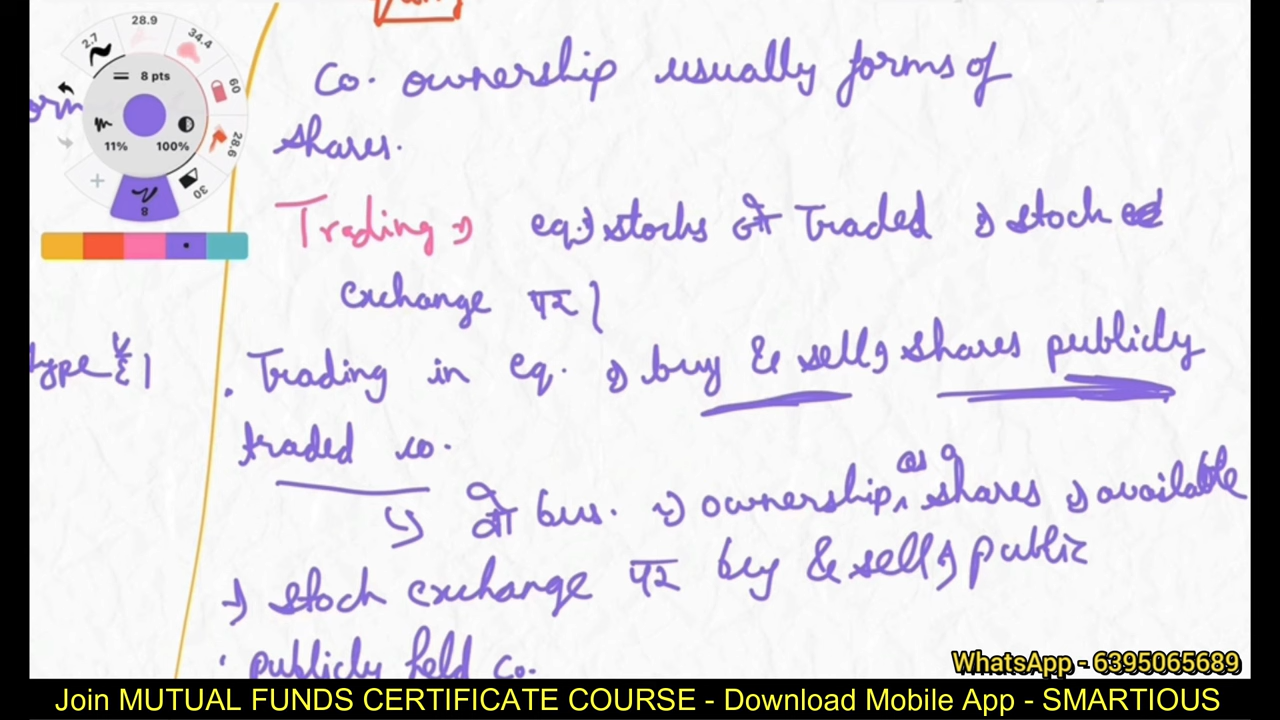 28.9
2.7
34.4
8 pts
60
11%
100%
28.6
30
8
Co. ownership usually forms of
shares.
Trading eq. stocks Traded stock
exchange पर ।
type
. Trading in eq. buy & sell shares publicly
traded co.
as
वो bus. ownership shares available
→ stock exchange पर buy & sell public
. publicly held co.
WhatsApp - 6395065689
Join MUTUAL FUNDS CERTIFICATE COURSE - Download Mobile App - SMARTIOUS